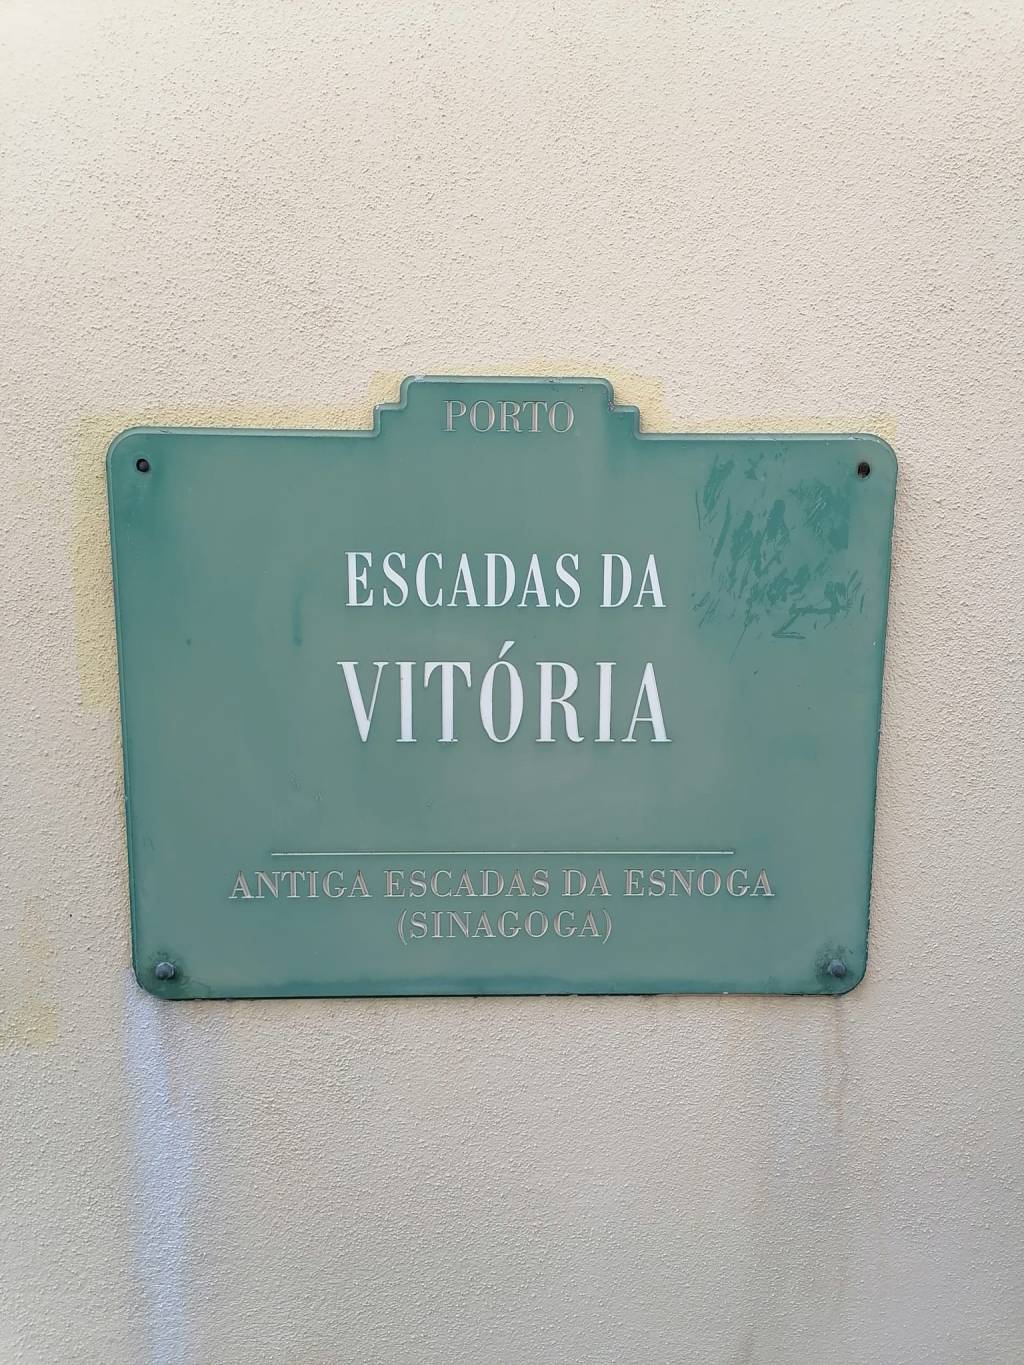 PORTO
ESCADAS DA
VITÓRIA
ANTIGA ESCADAS DA ESNOGA
(SINAGOGA)